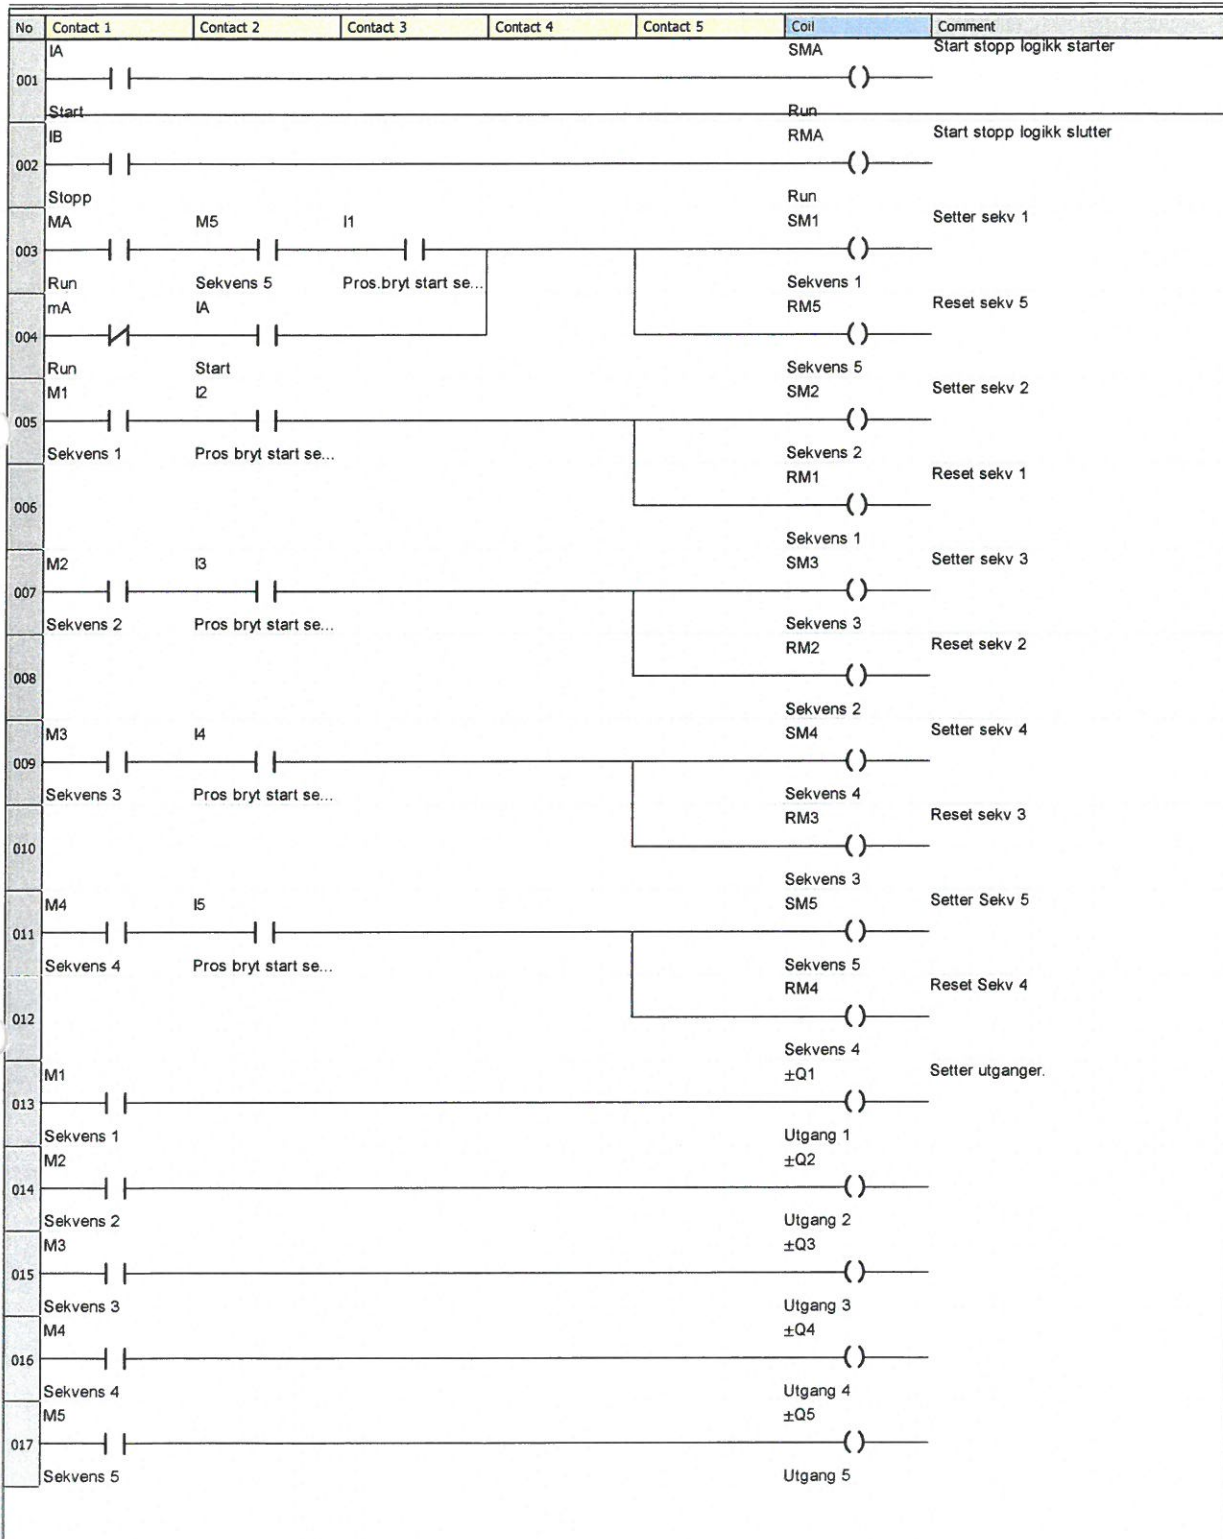 No Contact 1 Contact 2 Contact 3 Contact 4 Contact 5 Coil Comment
IA SMA Start stopp logikk starter
001
Start Run
IB RMA Start stopp logikk slutter
002
Stopp Run
MA M5 I1 SM1 Setter sekv 1
003
Run Sekvens 5 Pros.bryt start se... Sekvens 1
mA IA RM5 Reset sekv 5
004
Run Start Sekvens 5
M1 I2 SM2 Setter sekv 2
005
Sekvens 1 Pros bryt start se... Sekvens 2
RM1 Reset sekv 1
006
Sekvens 1
M2 I3 SM3 Setter sekv 3
007
Sekvens 2 Pros bryt start se... Sekvens 3
RM2 Reset sekv 2
008
Sekvens 2
M3 I4 SM4 Setter sekv 4
009
Sekvens 3 Pros bryt start se... Sekvens 4
RM3 Reset sekv 3
010
Sekvens 3
M4 I5 SM5 Setter Sekv 5
011
Sekvens 4 Pros bryt start se... Sekvens 5
RM4 Reset Sekv 4
012
Sekvens 4
M1 ±Q1 Setter utganger.
013
Sekvens 1 Utgang 1
M2 ±Q2
014
Sekvens 2 Utgang 2
M3 ±Q3
015
Sekvens 3 Utgang 3
M4 ±Q4
016
Sekvens 4 Utgang 4
M5 ±Q5
017
Sekvens 5 Utgang 5